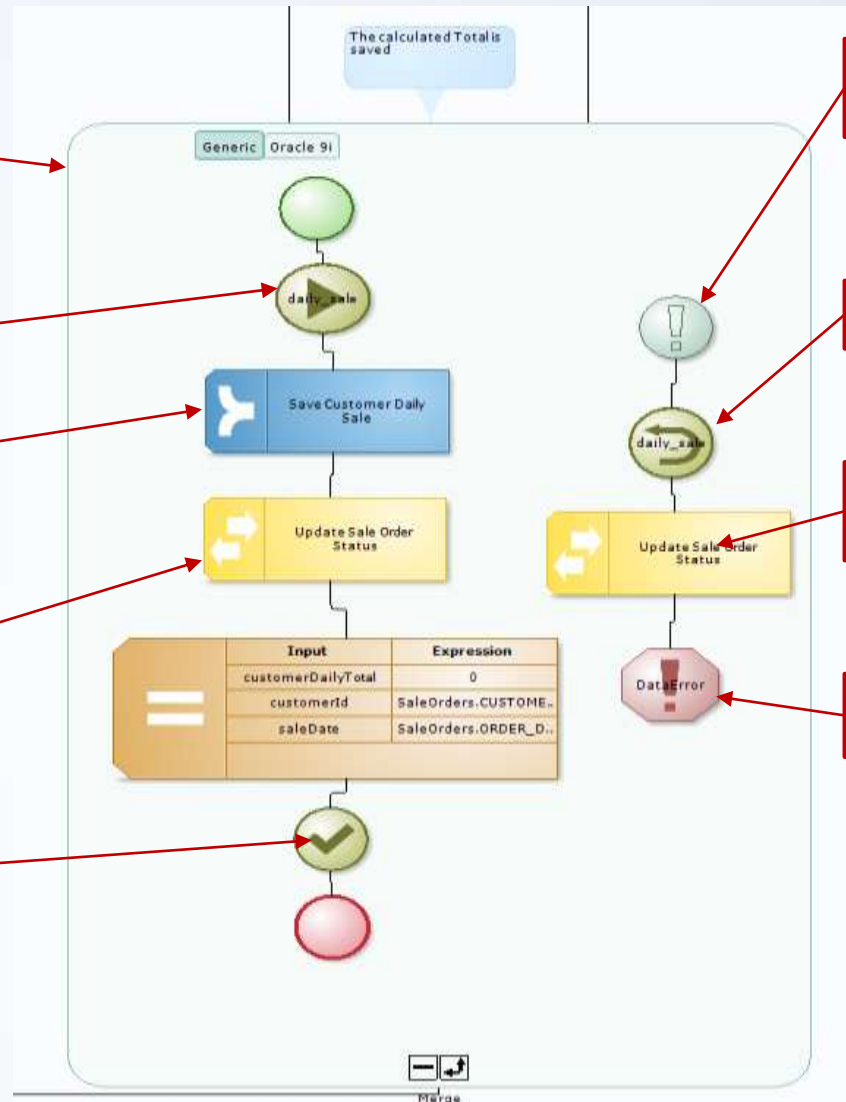 The calculated Total is
saved
Generic Oracle 9i
daily_sale
Save Customer Daily
Sale
Update Sale Order
Status
Input Expression
customerDailyTotal 0
customerId SaleOrders.CUSTOME..
saleDate SaleOrders.ORDER_D..
daily_sale
Update Sale Order
Status
DataError
Merge